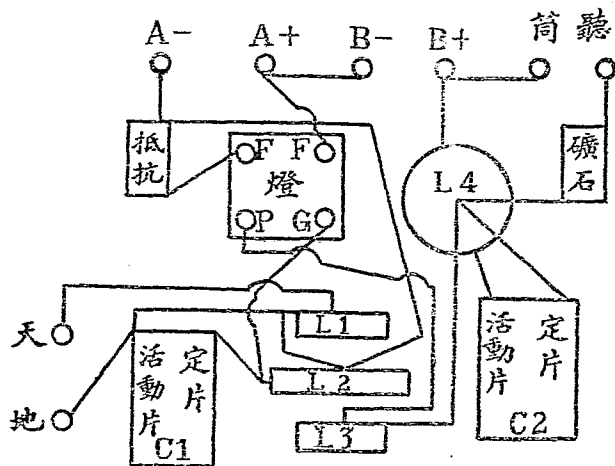 A- A+ B- B+ 筒 聽
抵抗
F F
燈
P G
L4
礦石
天
地
L1
L2
L3
活動片 定片
C1
活動片 定片
C2